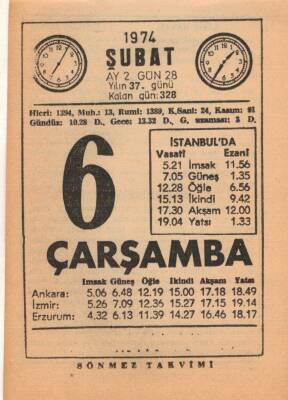 1974
ŞUBAT
AY 2 GÜN 28
Yılın 37. günü
Kalan gün: 328
Hicri: 1394, Muh.: 13, Rumi: 1389, K.Sani: 24, Kasım: 91
Gündüz: 10.28 D., Gece: 13.32 D., G. uzaması: 2 D.
6
İSTANBUL'DA
Vasati Ezani
5.21 İmsak 11.56
7.05 Güneş 1.35
12.28 Öğle 6.56
15.13 İkindi 9.42
17.30 Akşam 12.00
19.04 Yatsı 1.33
ÇARŞAMBA
Imsak Güneş Öğle Ikindi Akşam Yatsı
Ankara: 5.06 6.48 12.19 15.00 17.18 18.49
İzmir: 5.26 7.09 12.36 15.27 17.15 19.14
Erzurum: 4.32 6.13 11.39 14.27 16.46 18.17
SÖNMEZ TAKVİMİ